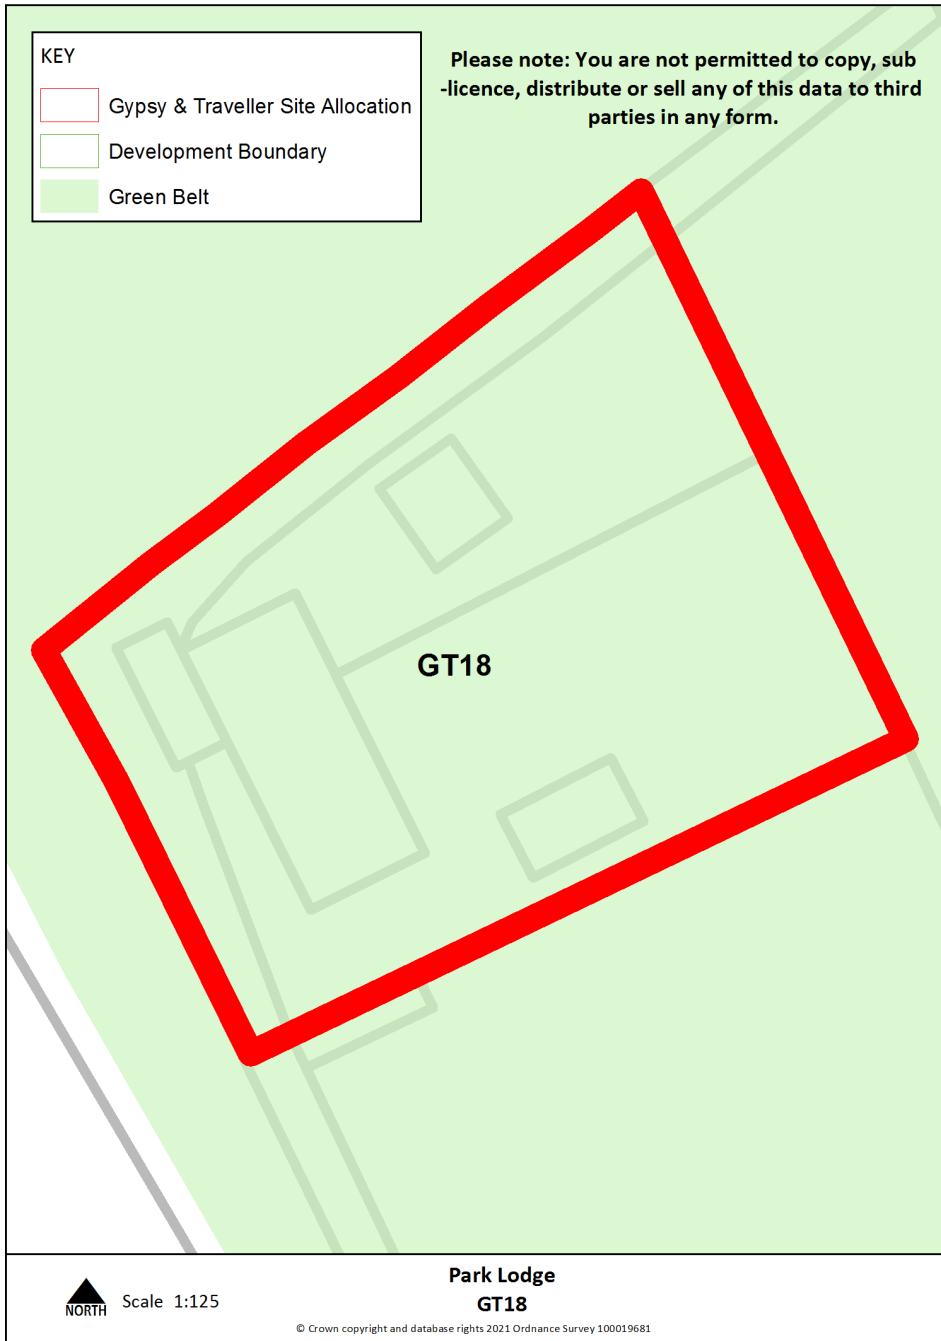 KEY
Gypsy & Traveller Site Allocation
Development Boundary
Green Belt
Please note: You are not permitted to copy, sub
-licence, distribute or sell any of this data to third
parties in any form.
GT18
NORTH
Scale 1:125
Park Lodge
GT18
© Crown copyright and database rights 2021 Ordnance Survey 100019681